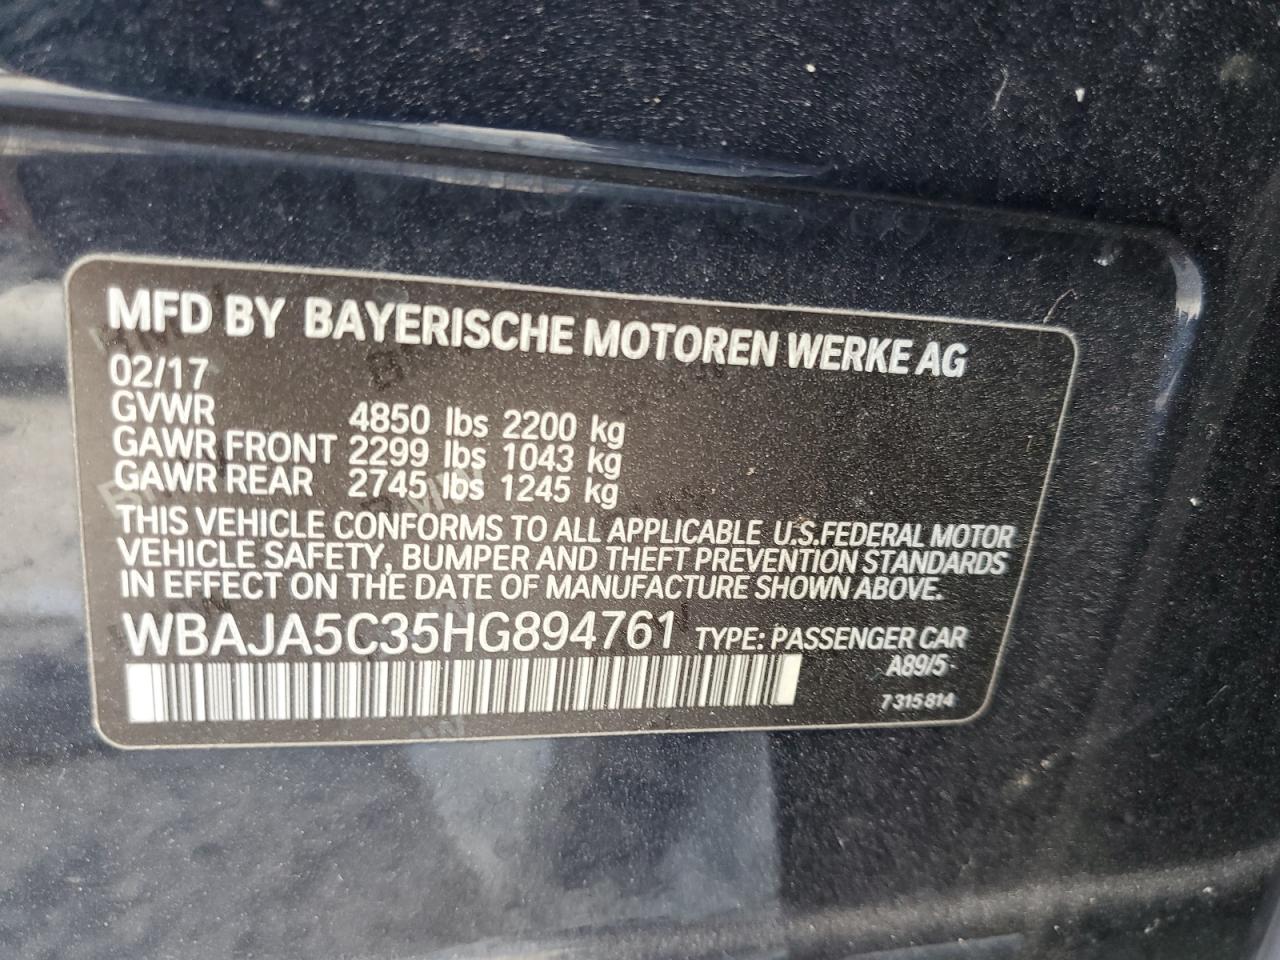 MFD BY BAYERISCHE MOTOREN WERKE AG
02/17
GVWR 4850 lbs 2200 kg
GAWR FRONT 2299 lbs 1043 kg
GAWR REAR 2745 lbs 1245 kg
THIS VEHICLE CONFORMS TO ALL APPLICABLE U.S.FEDERAL MOTOR
VEHICLE SAFETY, BUMPER AND THEFT PREVENTION STANDARDS
IN EFFECT ON THE DATE OF MANUFACTURE SHOWN ABOVE.
WBAJA5C35HG894761 TYPE: PASSENGER CAR
A89/5
7 315 814